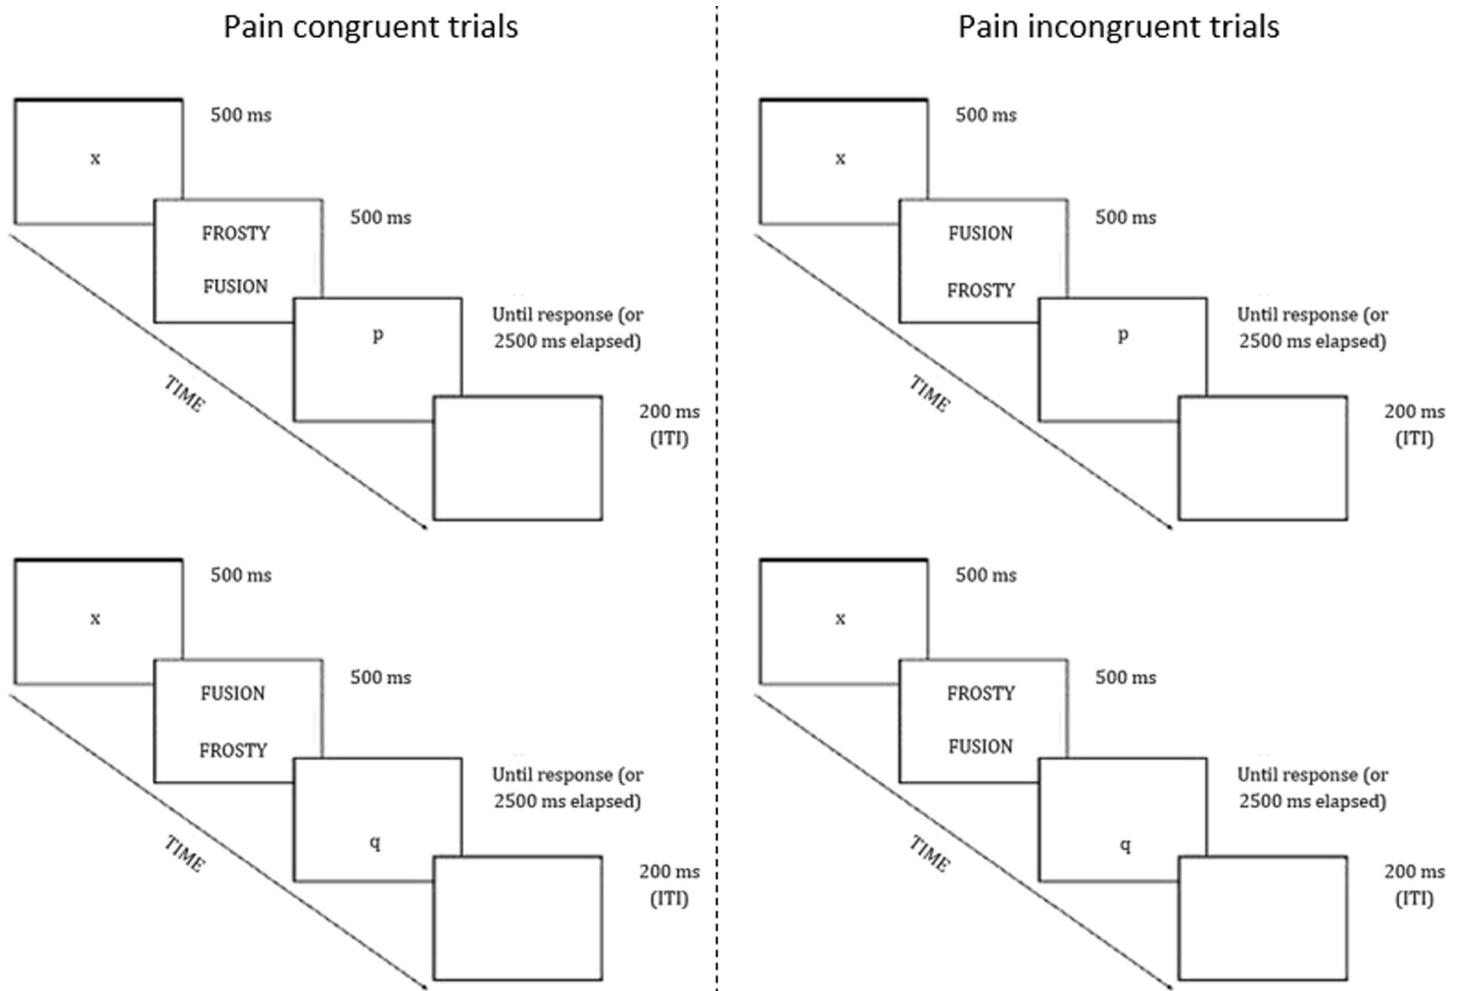 Pain congruent trials
500 ms
x
FROSTY
FUSION
500 ms
p
Until response (or
2500 ms elapsed)
TIME
200 ms
(ITI)
500 ms
x
FUSION
FROSTY
500 ms
q
Until response (or
2500 ms elapsed)
TIME
200 ms
(ITI)
Pain incongruent trials
500 ms
x
FUSION
FROSTY
500 ms
p
Until response (or
2500 ms elapsed)
TIME
200 ms
(ITI)
500 ms
x
FROSTY
FUSION
500 ms
q
Until response (or
2500 ms elapsed)
TIME
200 ms
(ITI)